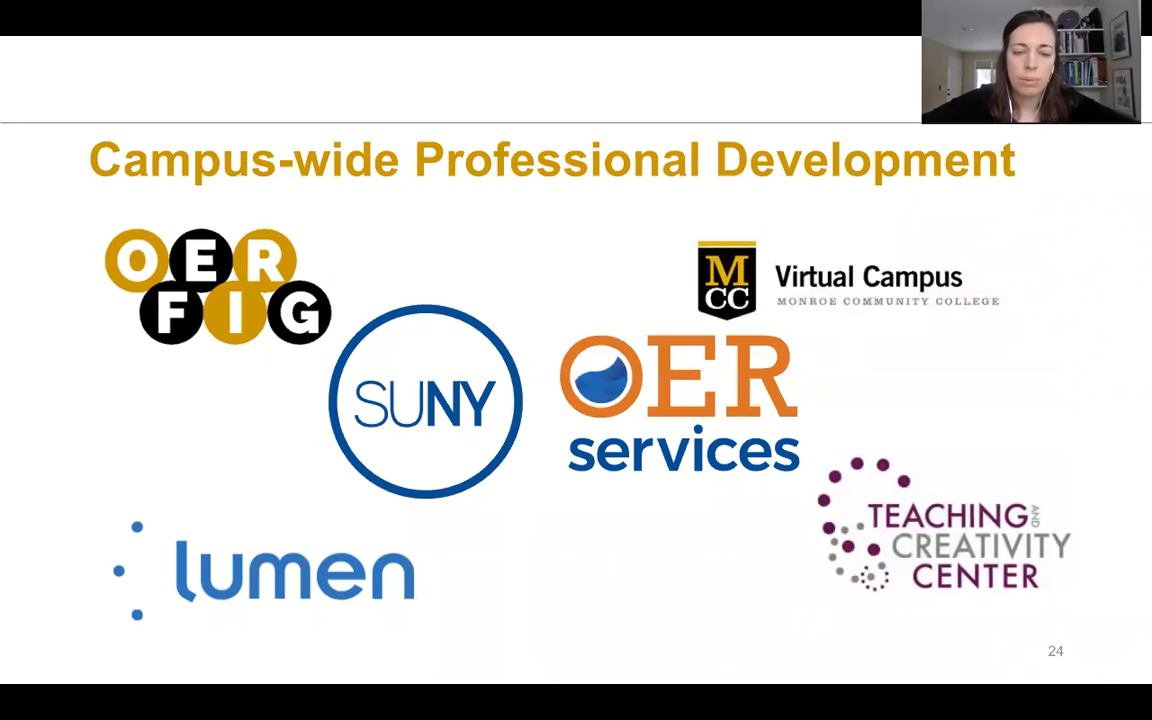 Campus-wide Professional Development
OER
FIG
MCC
Virtual Campus
MONROE COMMUNITY COLLEGE
SUNY
OER
services
TEACHING AND
CREATIVITY
CENTER
lumen
24